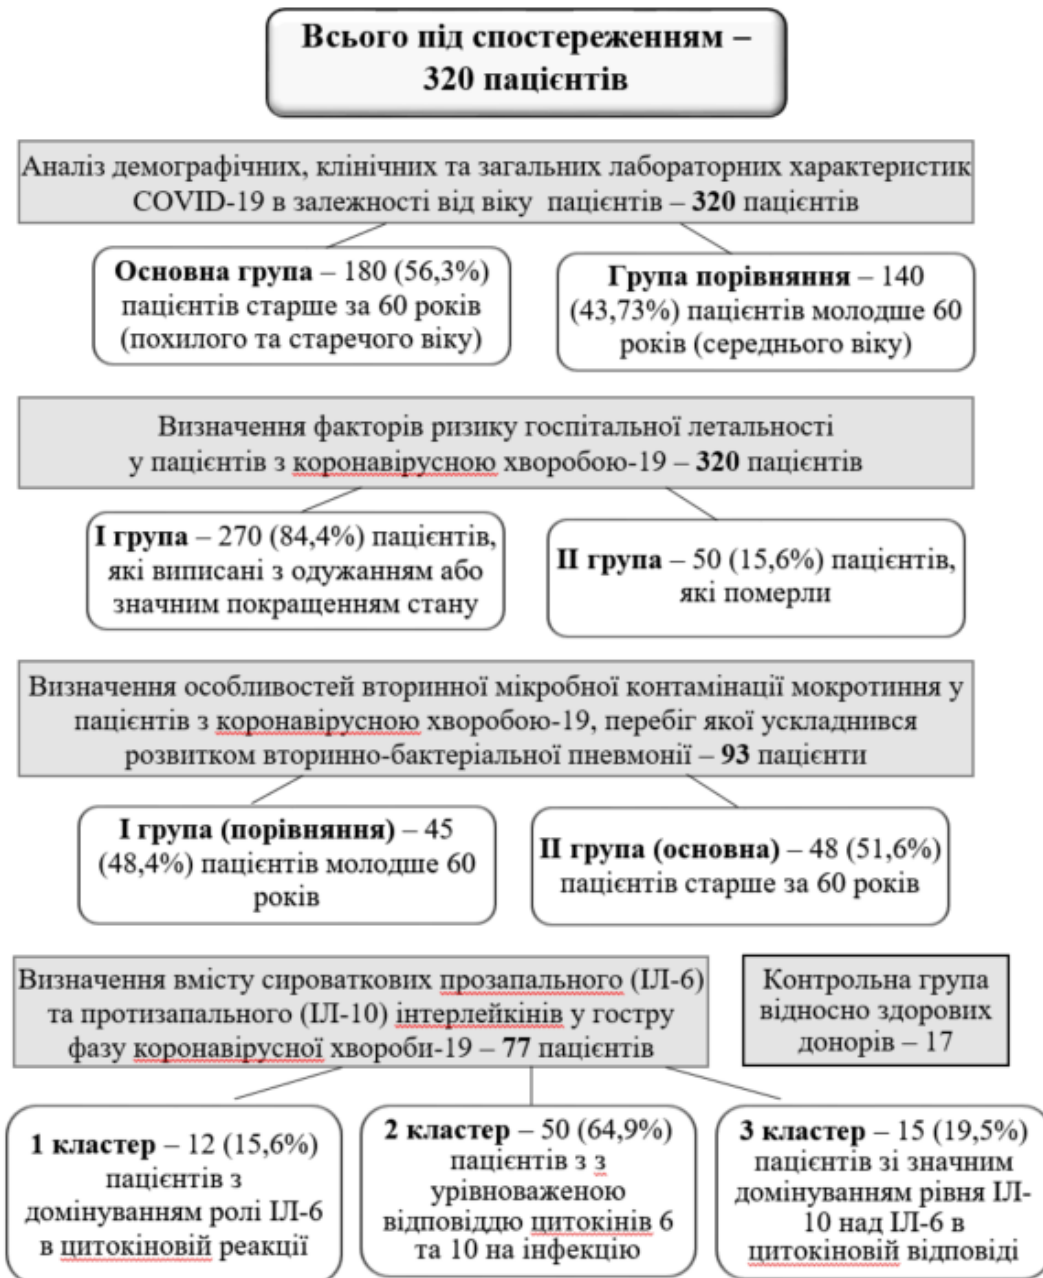 Всього під спостереженням –
320 пацієнтів
Аналіз демографічних, клінічних та загальних лабораторних характеристик
COVID-19 в залежності від віку пацієнтів – 320 пацієнтів
Основна група – 180 (56,3%)
пацієнтів старше за 60 років
(похилого та старечого віку)
Група порівняння – 140
(43,73%) пацієнтів молодше 60
років (середнього віку)
Визначення факторів ризику госпітальної летальності
у пацієнтів з коронавірусною хворобою-19 – 320 пацієнтів
І група – 270 (84,4%) пацієнтів,
які виписані з одужанням або
значним покращенням стану
ІІ група – 50 (15,6%) пацієнтів,
які померли
Визначення особливостей вторинної мікробної контамінації мокротиння у
пацієнтів з коронавірусною хворобою-19, перебіг якої ускладнився
розвитком вторинно-бактеріальної пневмонії – 93 пацієнти
І група (порівняння) – 45
(48,4%) пацієнтів молодше 60
років
ІІ група (основна) – 48 (51,6%)
пацієнтів старше за 60 років
Визначення вмісту сироваткових прозапального (ІЛ-6)
та протизапального (ІЛ-10) інтерлейкінів у гостру
фазу коронавірусної хвороби-19 – 77 пацієнтів
Контрольна група
відносно здорових
донорів – 17
1 кластер – 12 (15,6%)
пацієнтів з
домінуванням ролі ІЛ-6
в цитокіновій реакції
2 кластер – 50 (64,9%)
пацієнтів з з
урівноваженою
відповіддю цитокінів 6
та 10 на інфекцію
3 кластер – 15 (19,5%)
пацієнтів зі значним
домінуванням рівня ІЛ-
10 над ІЛ-6 в
цитокіновій відповіді